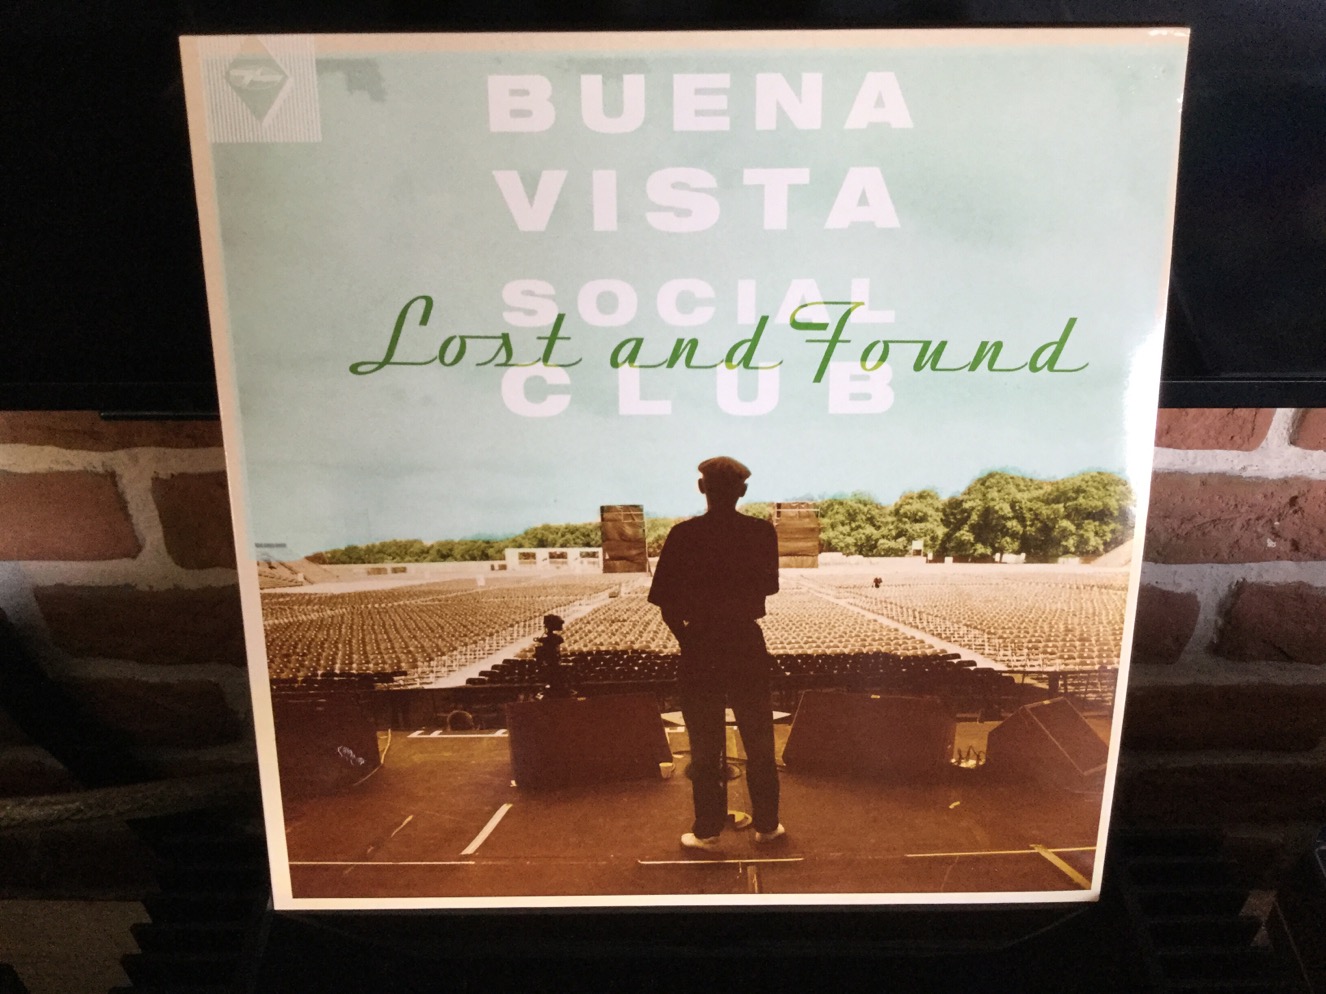 BUENA
VISTA
SOCIAL
Lost and Found
CLUB